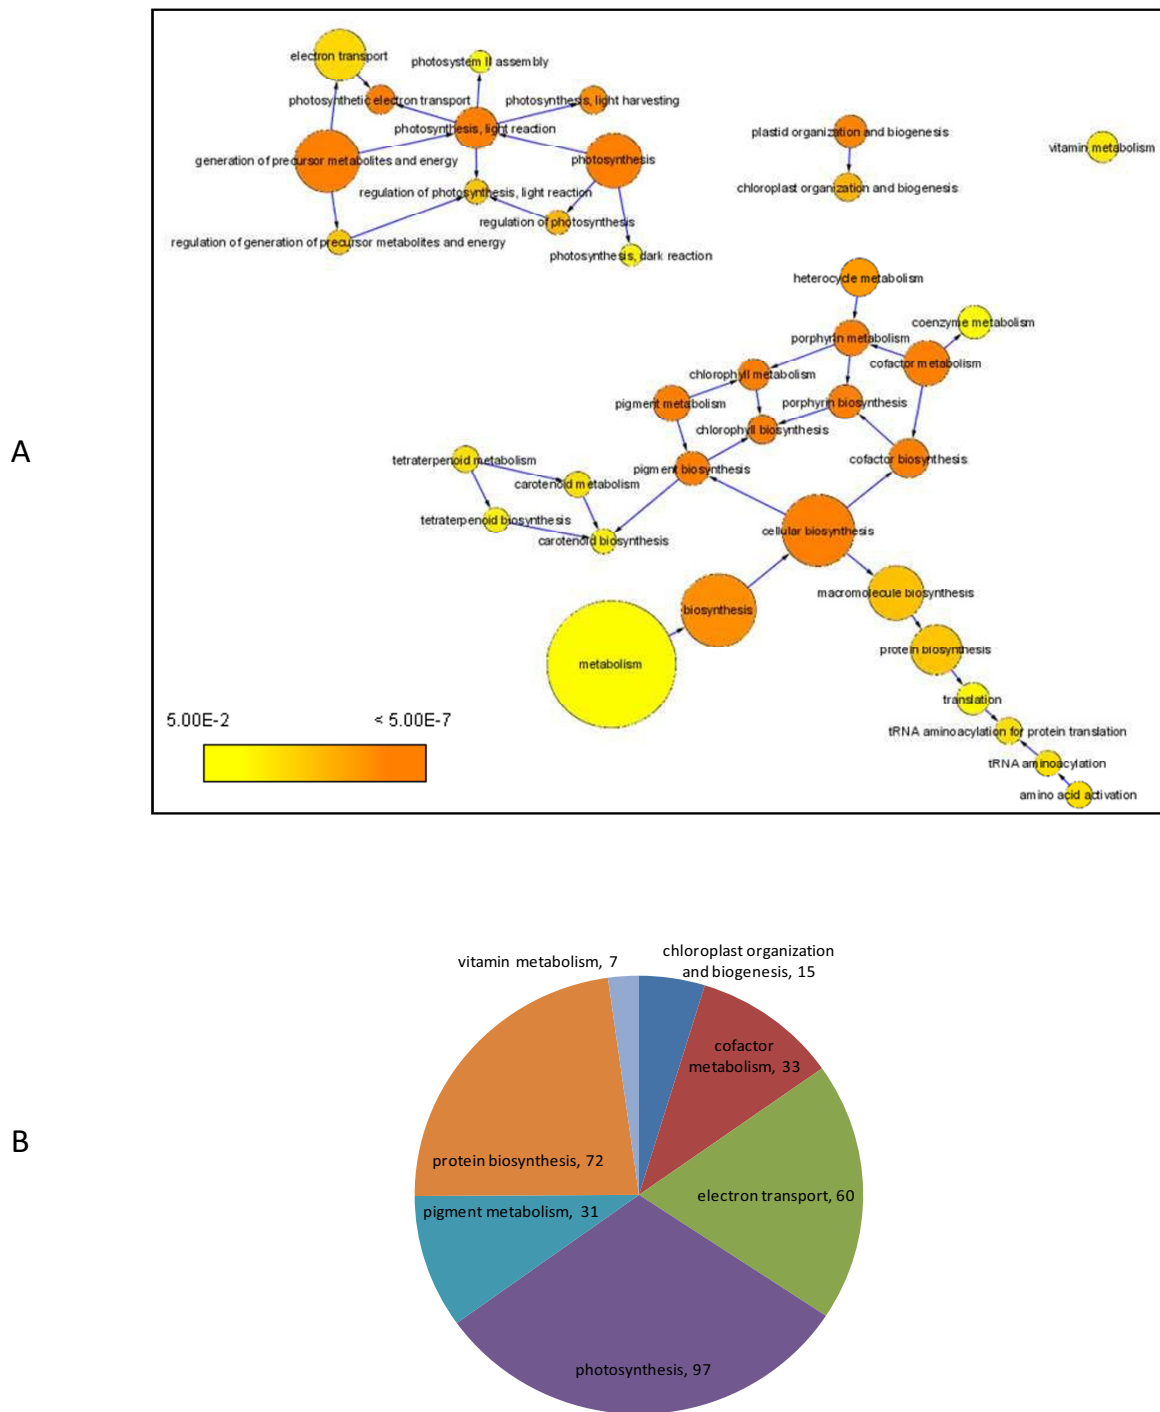 electron transport
photosystem II assembly
photosynthetic electron transport
photosynthesis, light harvesting
photosynthesis, light reaction
generation of precursor metabolites and energy
photosynthesis
regulation of photosynthesis, light reaction
regulation of photosynthesis
regulation of generation of precursor metabolites and energy
photosynthesis, dark reaction
plastid organization and biogenesis
chloroplast organization and biogenesis
vitamin metabolism
heterocycle metabolism
coenzyme metabolism
porphyrin metabolism
cofactor metabolism
chlorophyll metabolism
pigment metabolism
porphyrin biosynthesis
chlorophyll biosynthesis
A
tetraterpenoid metabolism
pigment biosynthesis
cofactor biosynthesis
carotenoid metabolism
tetraterpenoid biosynthesis
carotenoid biosynthesis
cellular biosynthesis
macromolecule biosynthesis
biosynthesis
protein biosynthesis
metabolism
translation
5.00E-2
< 5.00E-7
tRNA aminoacylation for protein translation
tRNA aminoacylation
amino acid activation
vitamin metabolism, 7
chloroplast organization
and biogenesis, 15
cofactor
metabolism, 33
B
protein biosynthesis, 72
electron transport, 60
pigment metabolism, 31
photosynthesis, 97